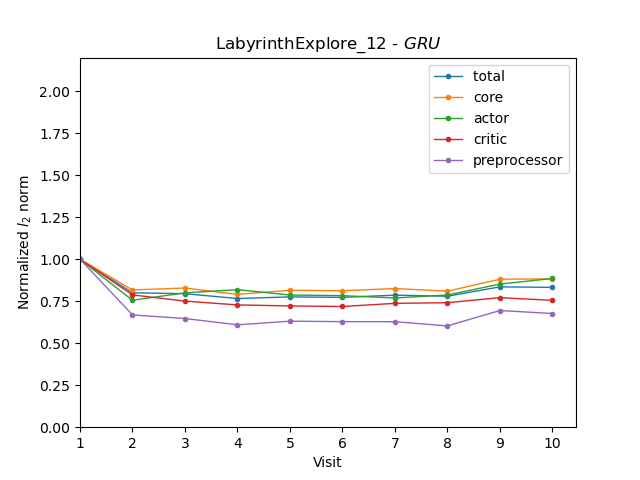 LabyrinthExplore_12 - GRU
total
core
actor
critic
preprocessor
Normalized l₂ norm
2.00
1.75
1.50
1.25
1.00
0.75
0.50
0.25
0.00
1 2 3 4 5 6 7 8 9 10
Visit